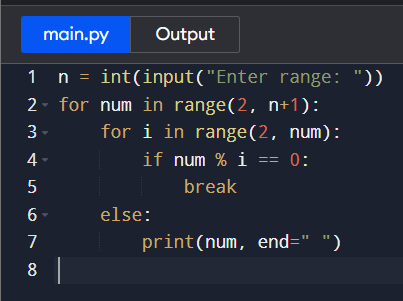 main.py Output
1 n = int(input("Enter range: "))
2 for num in range(2, n+1):
3     for i in range(2, num):
4         if num % i == 0:
5             break
6     else:
7         print(num, end=" ")
8